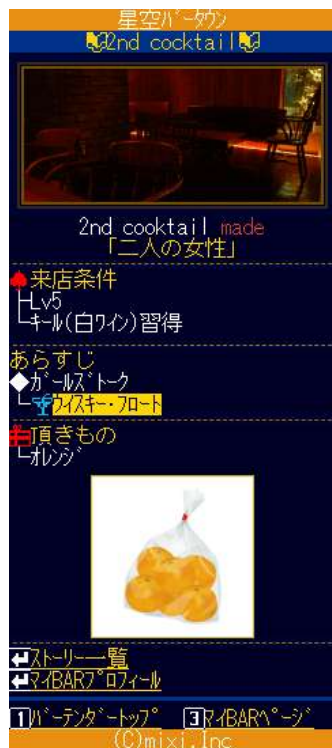 星空ﾊﾞｰﾀｳﾝ
2nd cocktail
2nd cooktail made
「二人の女性」
来店条件
├Lv5
└ｷｰﾙ(白ﾜｲﾝ)習得
あらすじ
◆ｶﾞｰﾙｽﾞﾄｰｸ
└ｳｲｽｷｰ･ﾌﾛｰﾄ
頂きもの
└ｵﾚﾝｼﾞ
ｽﾄｰﾘｰ一覧
ﾏｲBARﾌﾟﾛﾌｨｰﾙ
1ﾊﾞｰﾃﾝﾀﾞｰﾄｯﾌﾟ 3ﾏｲBARﾍﾟｰｼﾞ
(C)mixi,Inc